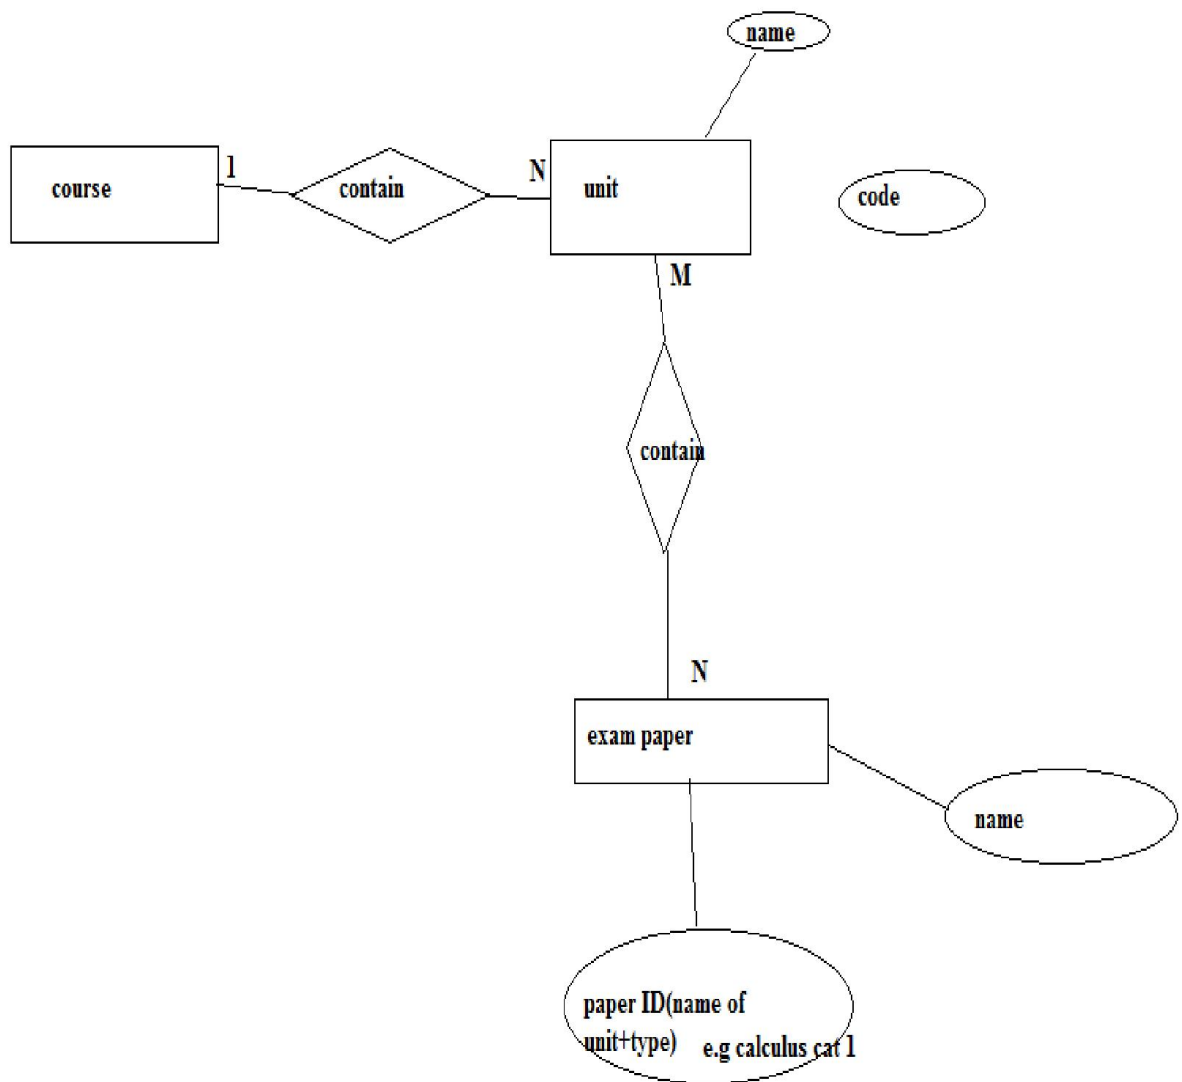 name
course
1
contain
N
unit
code
M
contain
N
exam paper
name
paper ID(name of
unit+type) e.g calculus cat 1